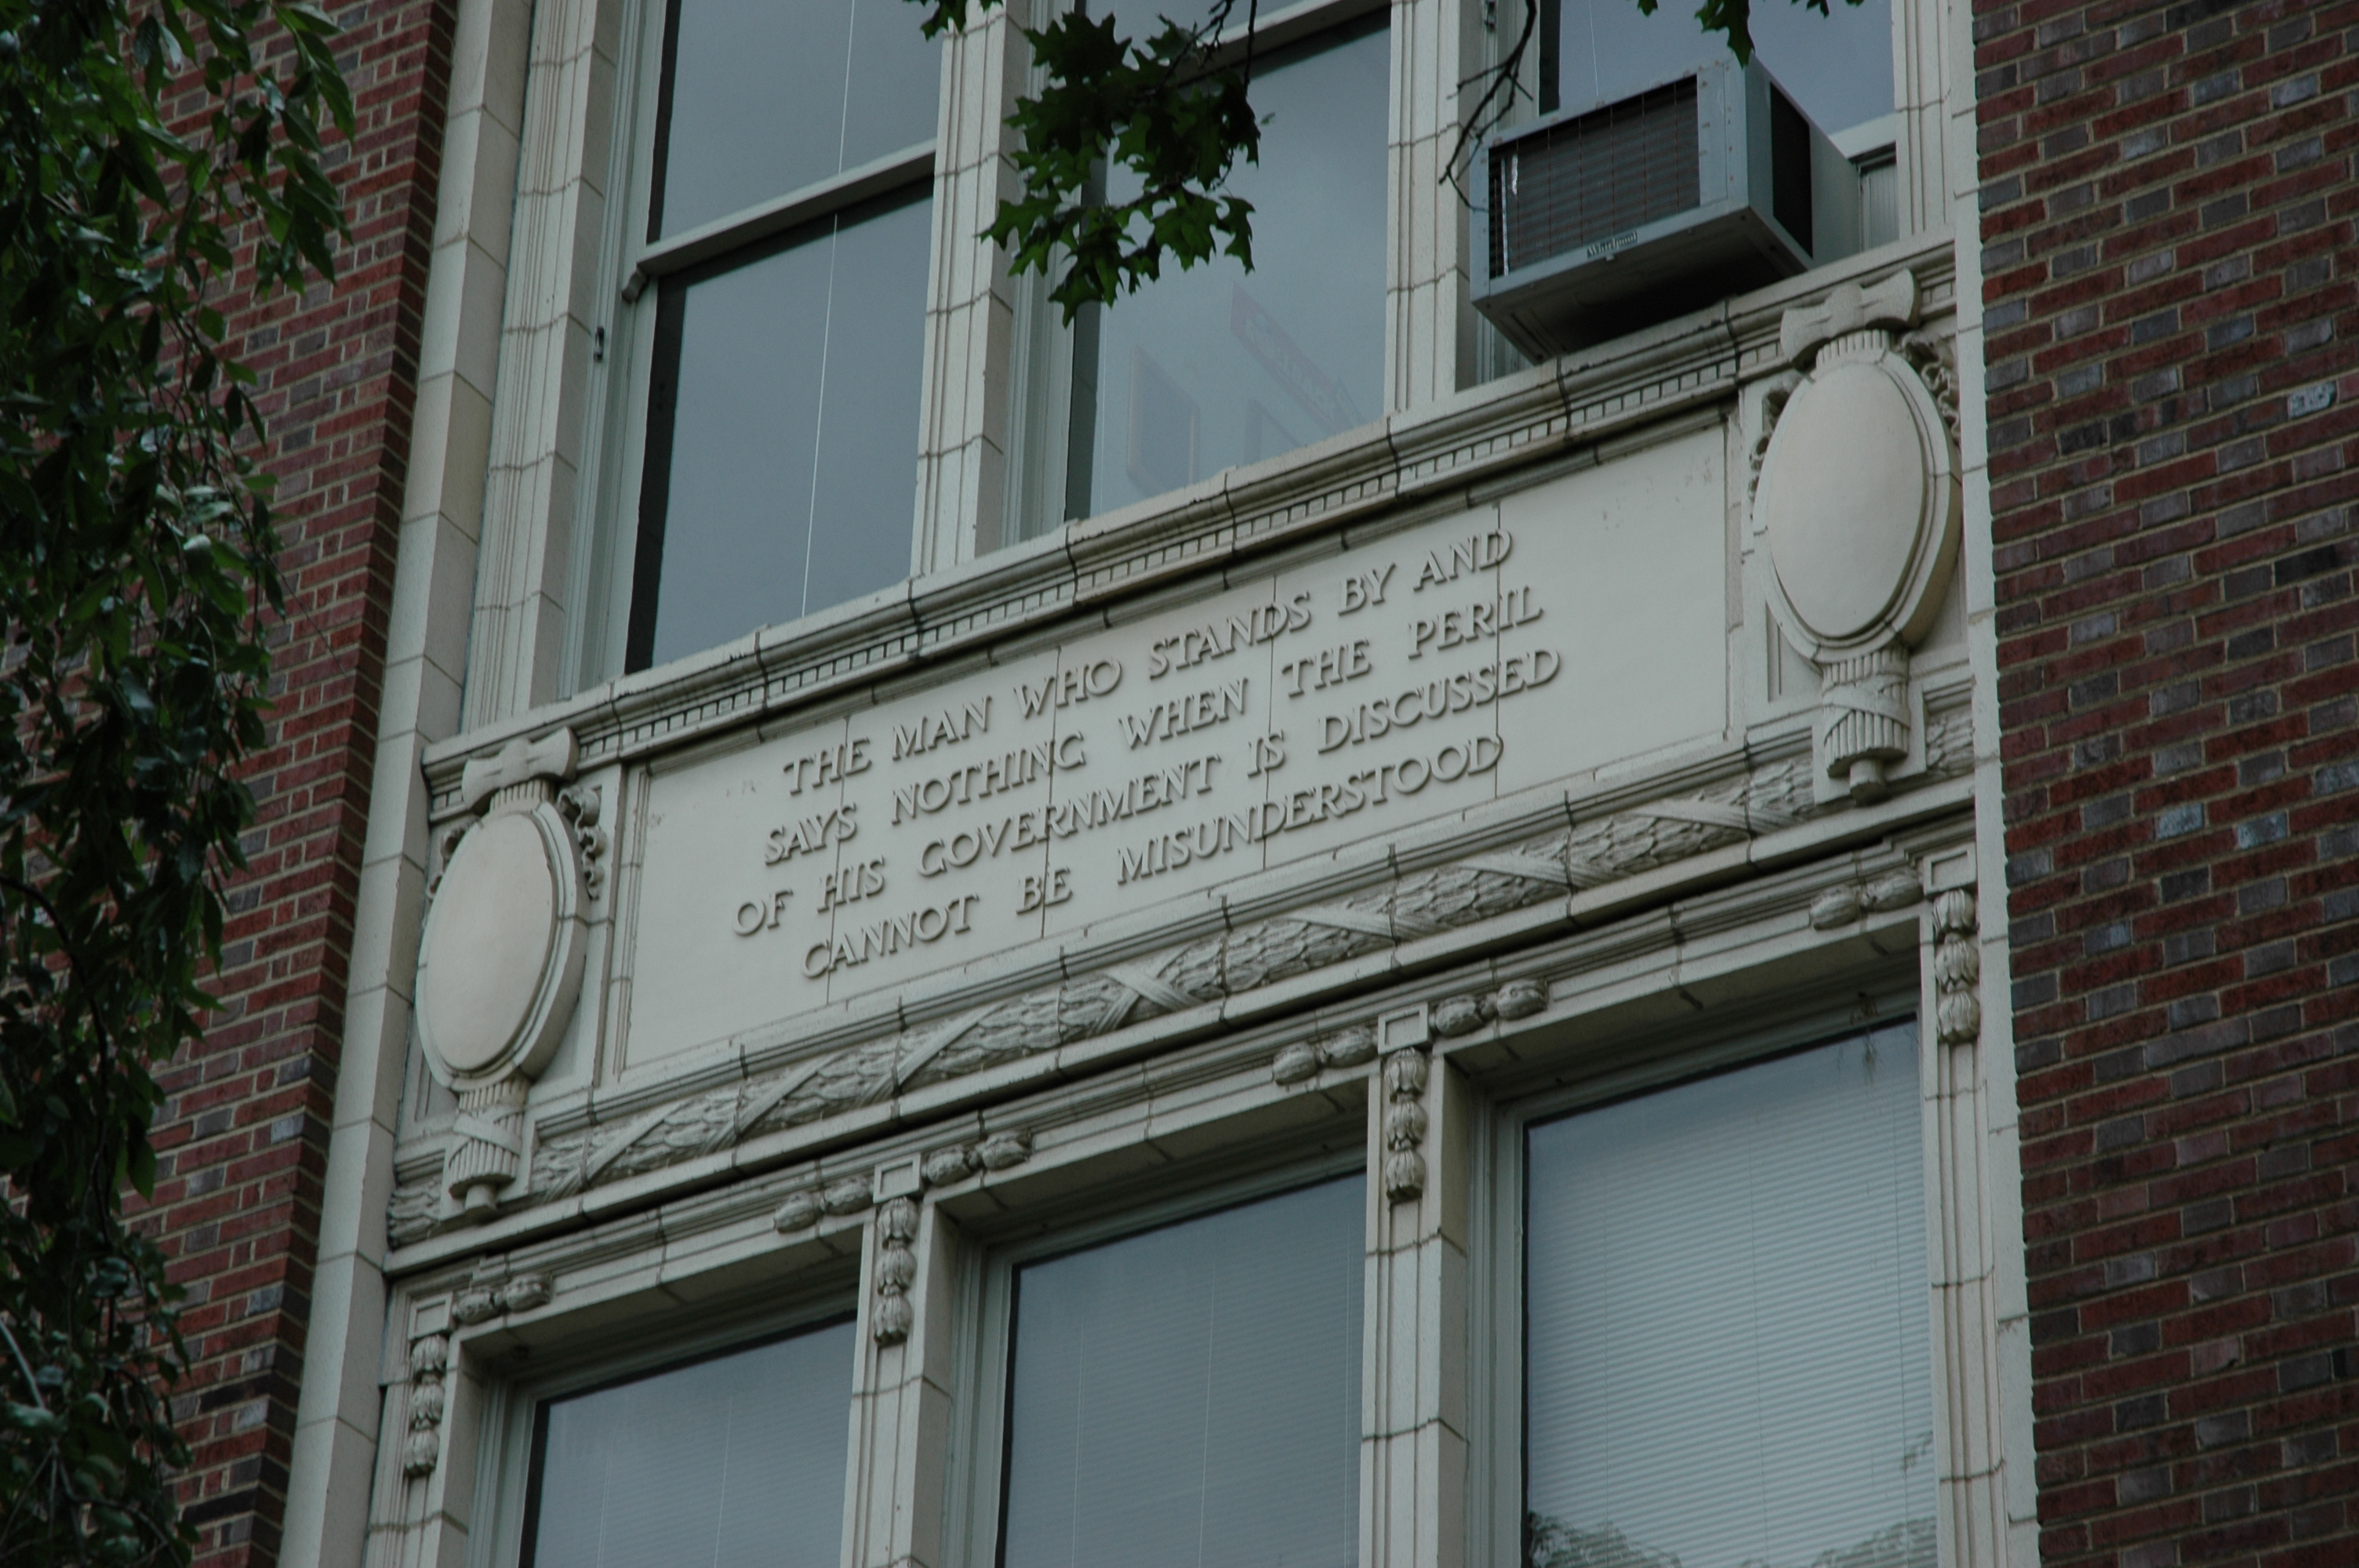 Whirlpool
THE MAN WHO STANDS BY AND
SAYS NOTHING WHEN THE PERIL
OF HIS GOVERNMENT IS DISCUSSED
CANNOT BE MISUNDERSTOOD